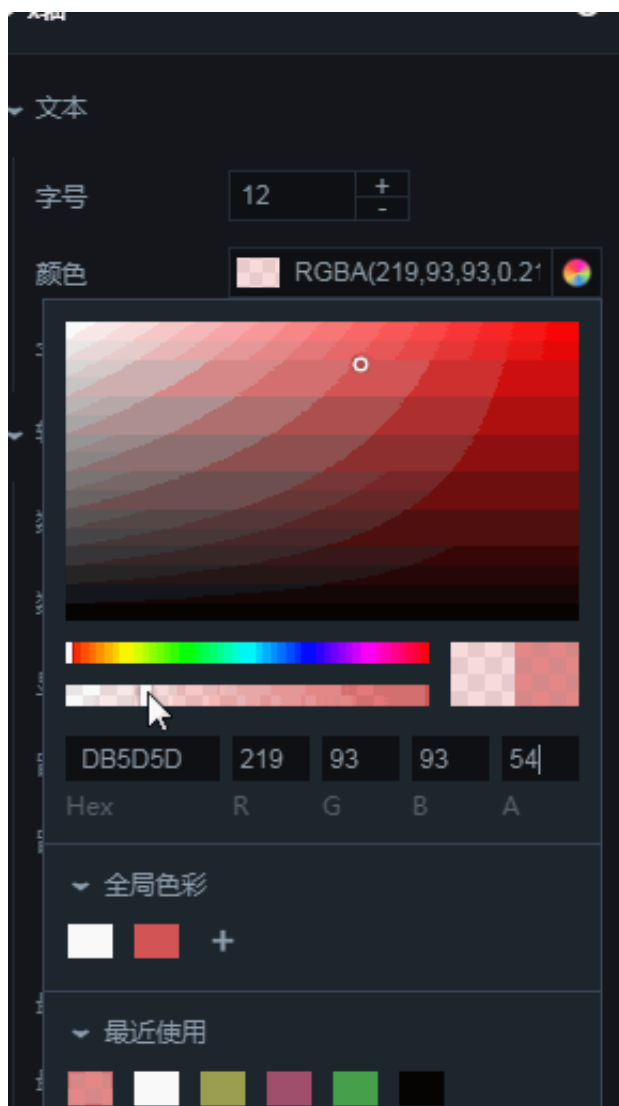 文本
字号
12
+
-
颜色
RGBA(219,93,93,0.21
DB5D5D 219 93 93 54
Hex R G B A
全局色彩
+
最近使用